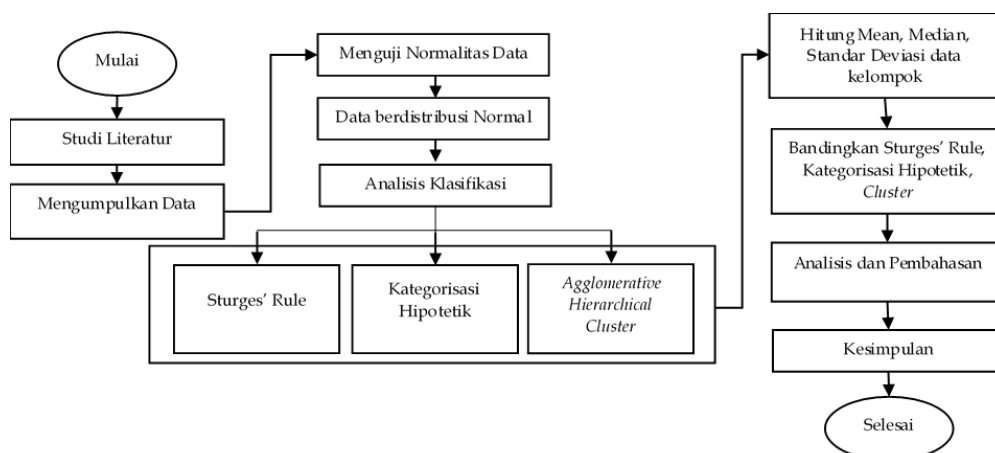 Mulai
Studi Literatur
Mengumpulkan Data
Menguji Normalitas Data
Data berdistribusi Normal
Analisis Klasifikasi
Sturges' Rule
Kategorisasi
Hipotetik
Agglomerative
Hierarchical
Cluster
Hitung Mean, Median,
Standar Deviasi data
kelompok
Bandingkan Sturges' Rule,
Kategorisasi Hipotetik,
Cluster
Analisis dan Pembahasan
Kesimpulan
Selesai